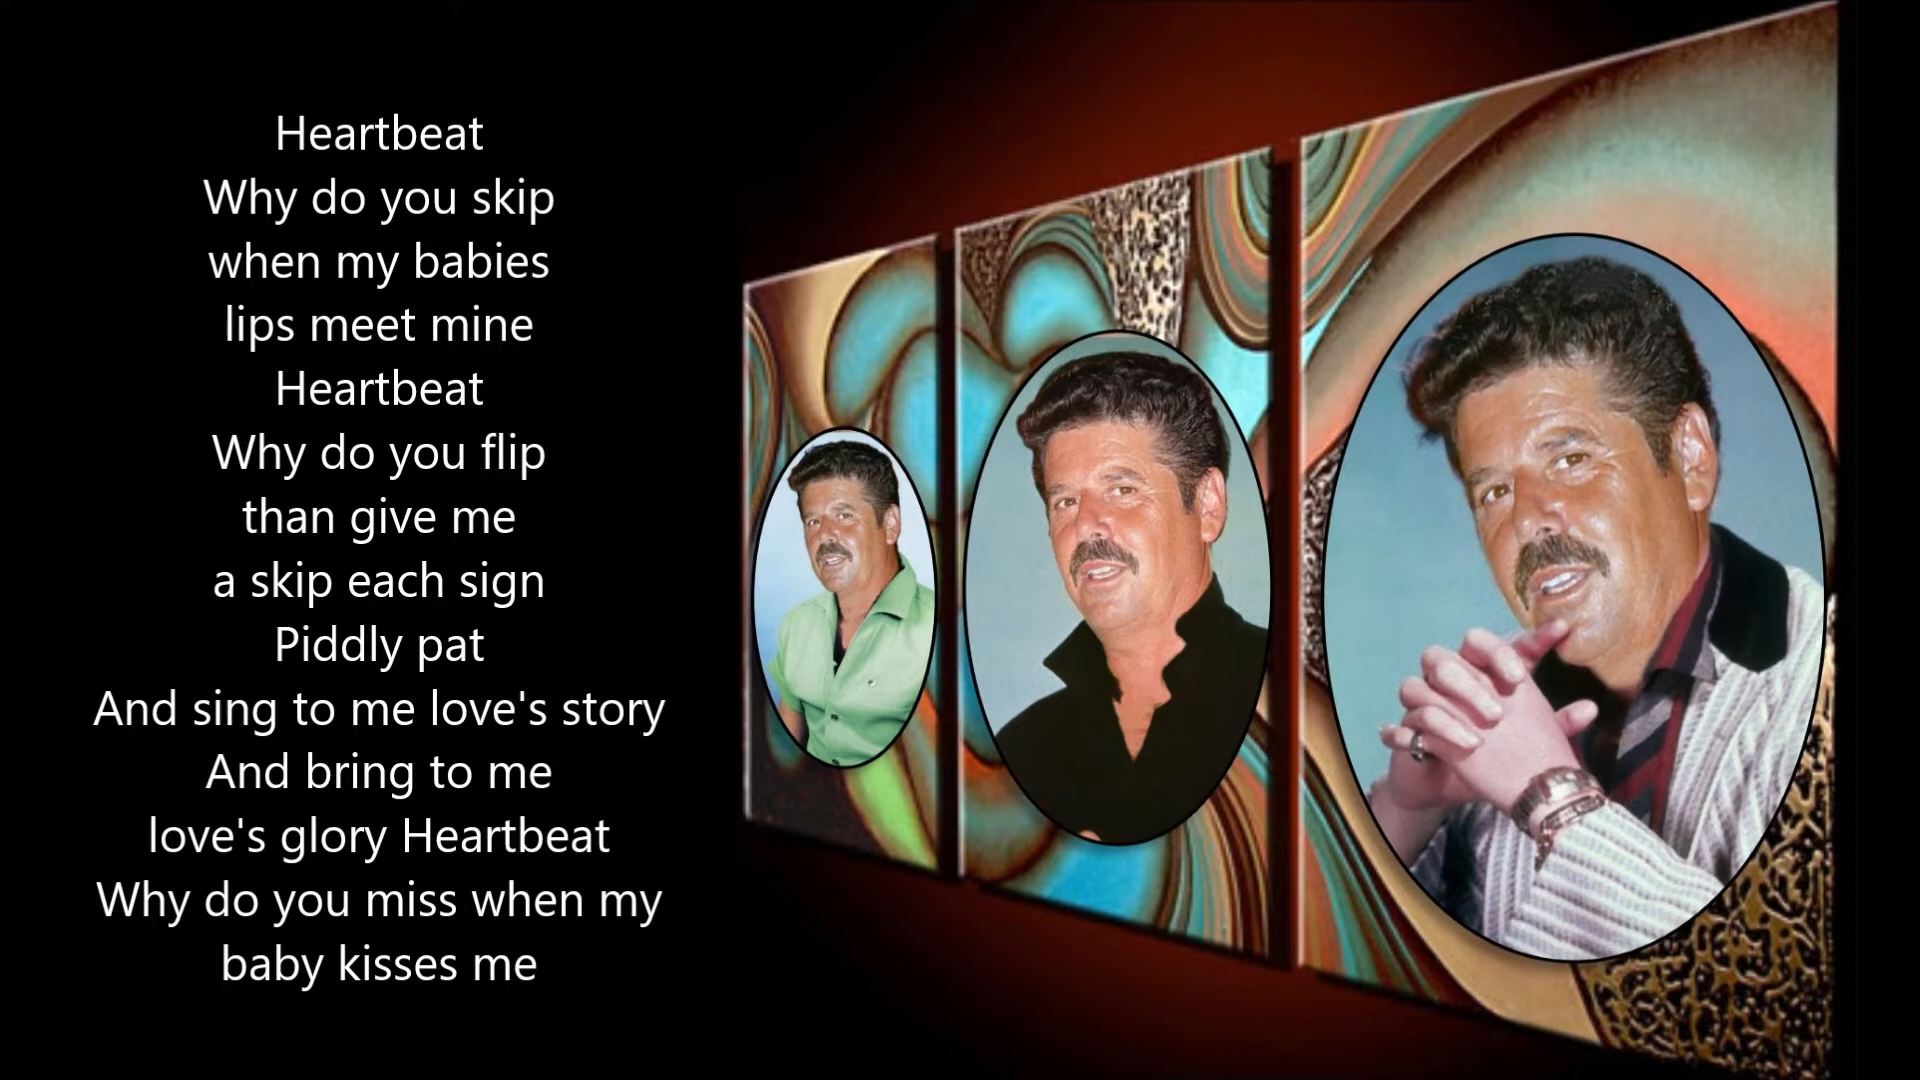 Heartbeat
Why do you skip
when my babies
lips meet mine
Heartbeat
Why do you flip
than give me
a skip each sign
Piddly pat
And sing to me love's story
And bring to me
love's glory Heartbeat
Why do you miss when my
baby kisses me